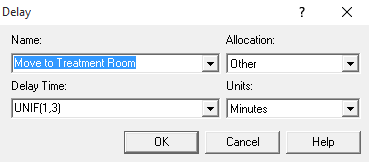 Delay
? ×
Name:
Allocation:
Move to Treatment Room
Other
Delay Time:
Units:
UNIF(1,3)
Minutes
OK
Cancel
Help